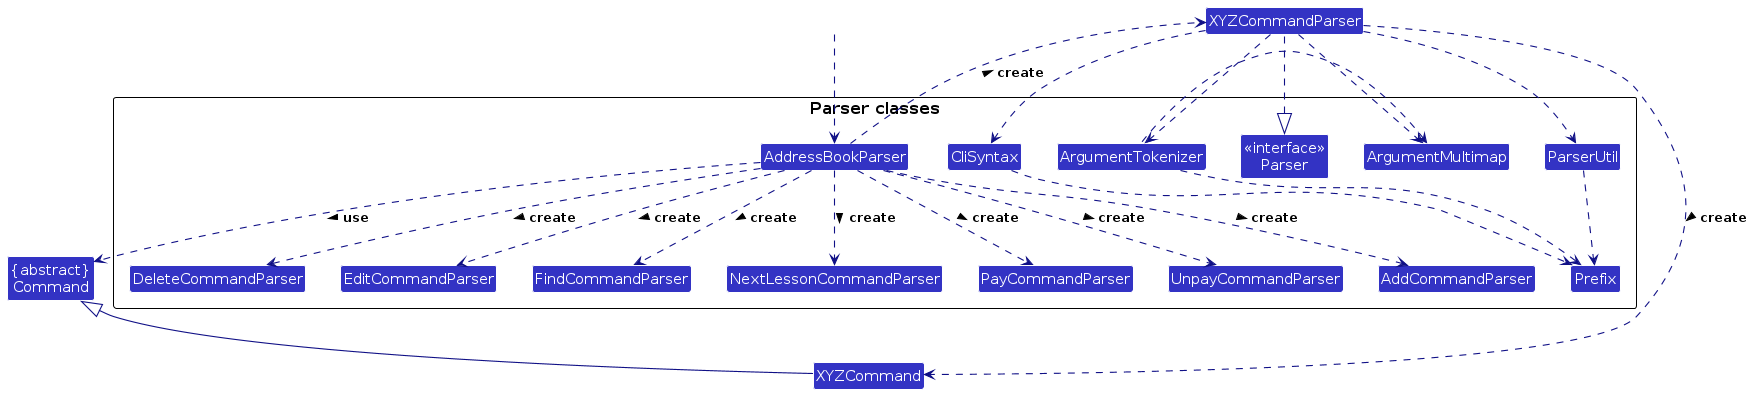 XYZCommandParser
create
Parser classes
AddressBookParser
CliSyntax
ArgumentTokenizer
«interface»
Parser
ArgumentMultimap
ParserUtil
use
create
create
create
create
create
create
create
create
{abstract}
Command
DeleteCommandParser
EditCommandParser
FindCommandParser
NextLessonCommandParser
PayCommandParser
UnpayCommandParser
AddCommandParser
Prefix
XYZCommand